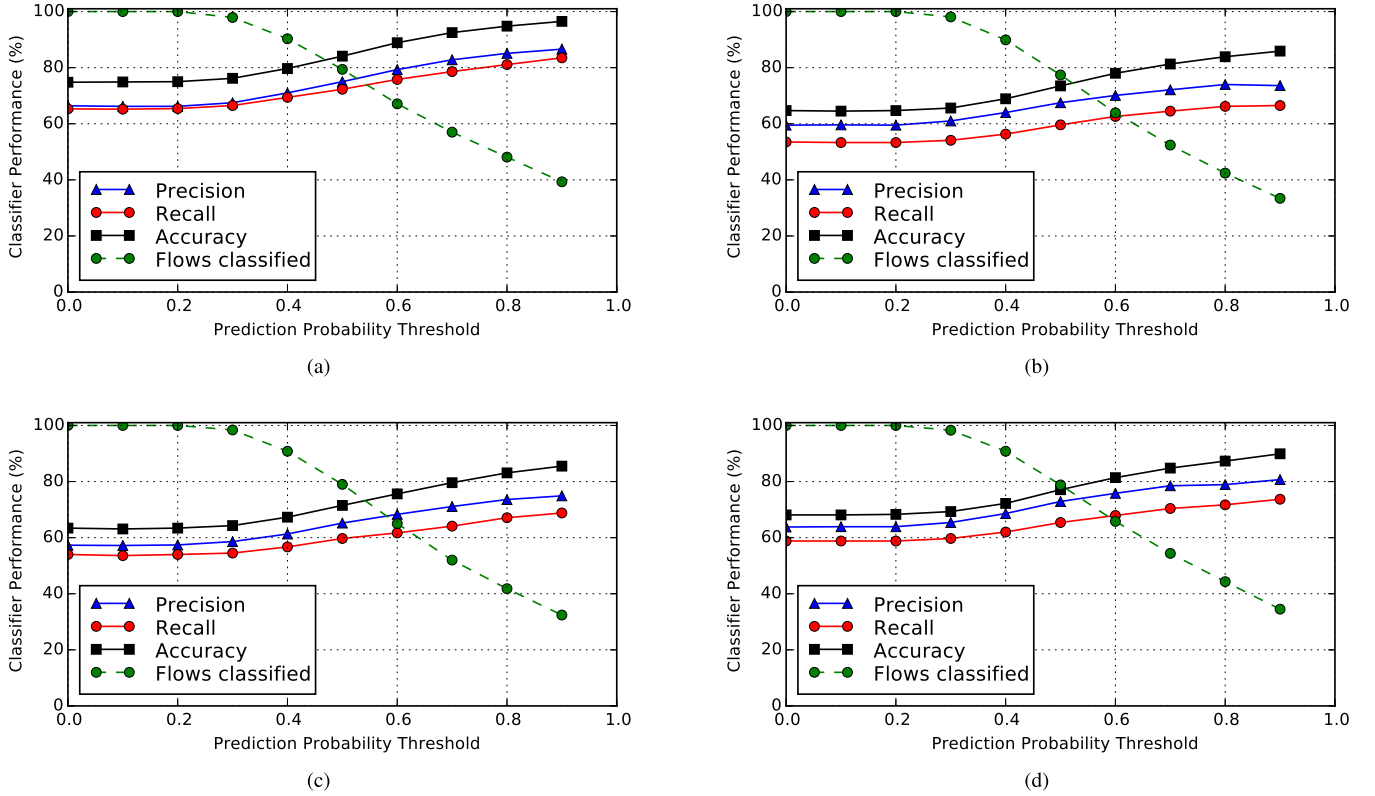 100
80
60
40
20
0
Classifier Performance (%)
Precision
Recall
Accuracy
Flows classified
0.0 0.2 0.4 0.6 0.8 1.0
Prediction Probability Threshold
(a)
100
80
60
40
20
0
Classifier Performance (%)
Precision
Recall
Accuracy
Flows classified
0.0 0.2 0.4 0.6 0.8 1.0
Prediction Probability Threshold
(b)
100
80
60
40
20
0
Classifier Performance (%)
Precision
Recall
Accuracy
Flows classified
0.0 0.2 0.4 0.6 0.8 1.0
Prediction Probability Threshold
(c)
100
80
60
40
20
0
Classifier Performance (%)
Precision
Recall
Accuracy
Flows classified
0.0 0.2 0.4 0.6 0.8 1.0
Prediction Probability Threshold
(d)